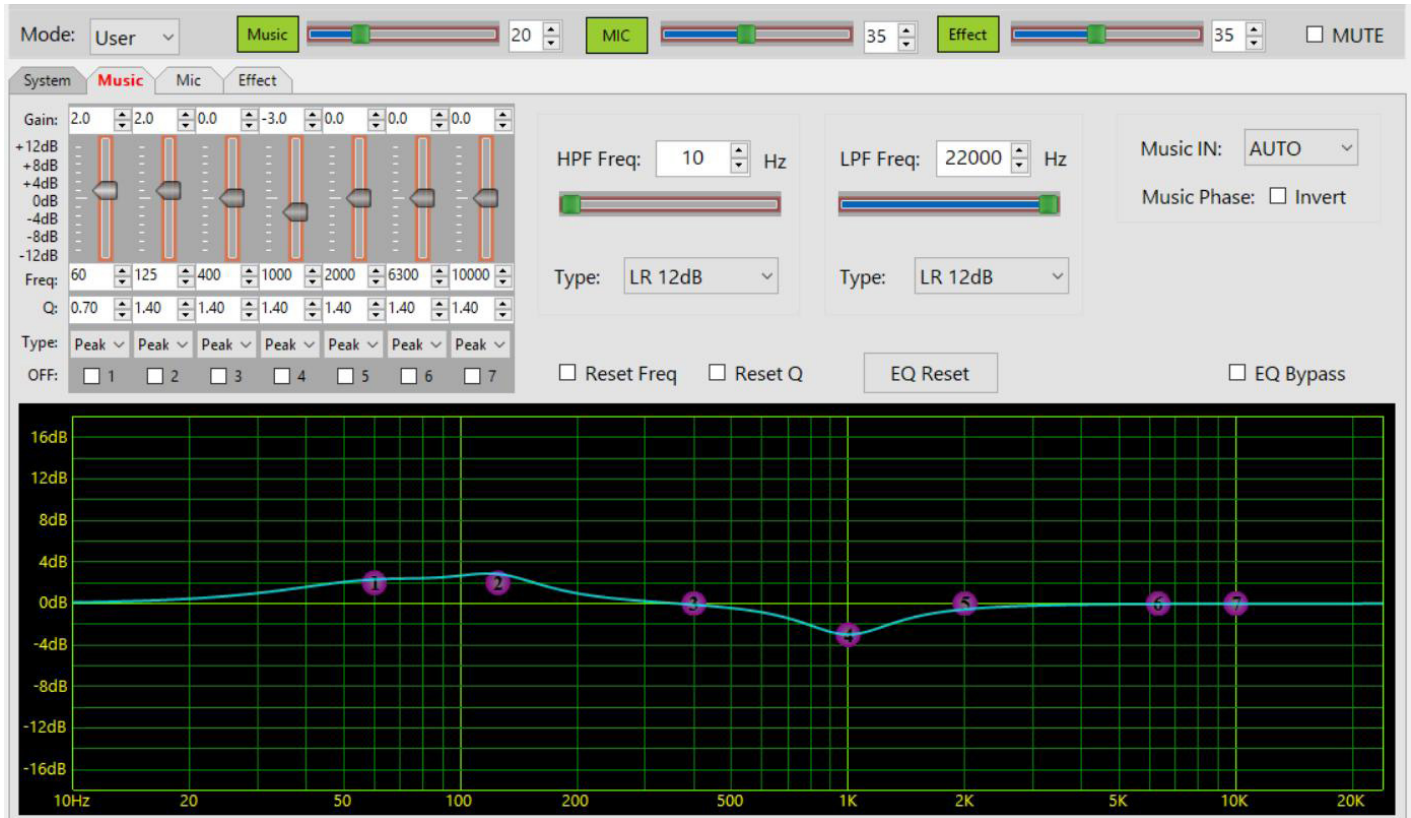 Mode: User Music 20 MIC 35 Effect 35 MUTE
System Music Mic Effect
Gain: 2.0 2.0 0.0 -3.0 0.0 0.0 0.0
+12dB
+8dB
+4dB
0dB
-4dB
-8dB
-12dB
Freq: 60 125 400 1000 2000 6300 10000
Q: 0.70 1.40 1.40 1.40 1.40 1.40 1.40
Type: Peak Peak Peak Peak Peak Peak Peak
OFF: 1 2 3 4 5 6 7
HPF Freq: 10 Hz
Type: LR 12dB
LPF Freq: 22000 Hz
Type: LR 12dB
Music IN: AUTO
Music Phase: Invert
Reset Freq Reset Q EQ Reset EQ Bypass
16dB
12dB
8dB
4dB
0dB
-4dB
-8dB
-12dB
-16dB
1 2 3 4 5 6 7
10Hz 20 50 100 200 500 1K 2K 5K 10K 20K